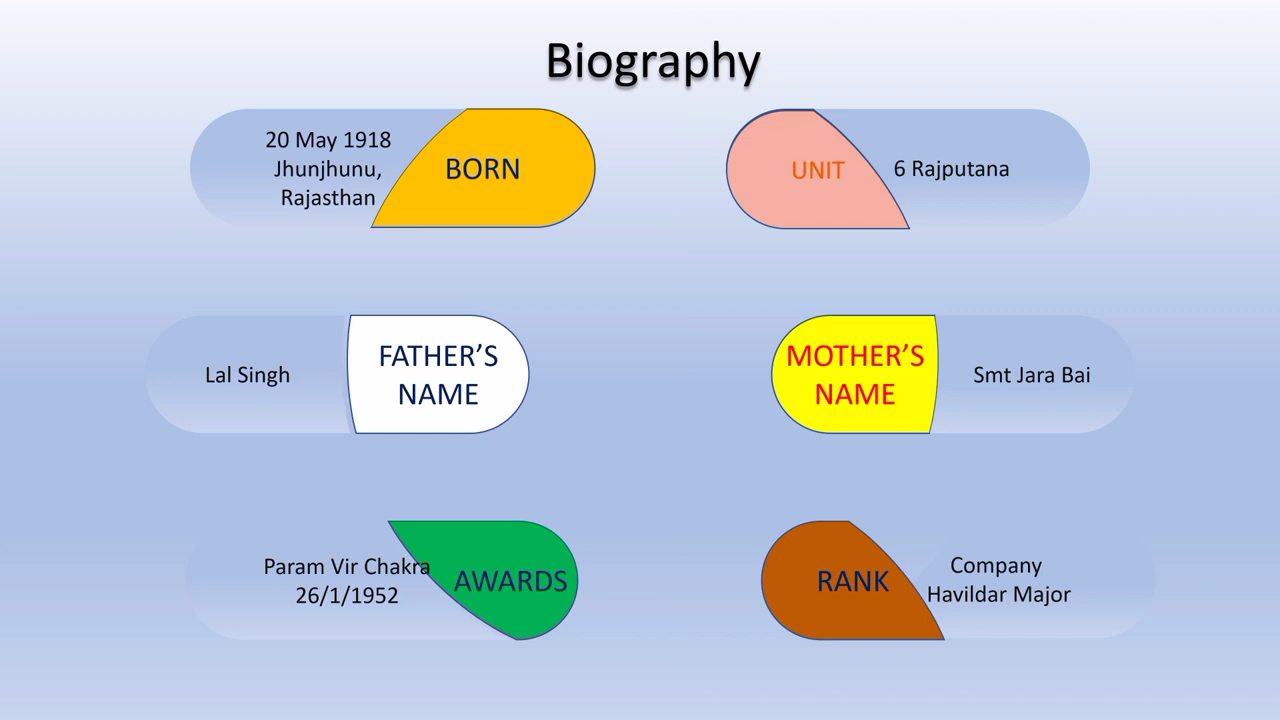 Biography
20 May 1918
Jhunjhunu,
Rajasthan
BORN
UNIT
6 Rajputana
Lal Singh
FATHER’S
NAME
MOTHER’S
NAME
Smt Jara Bai
Param Vir Chakra
26/1/1952
AWARDS
RANK
Company
Havildar Major